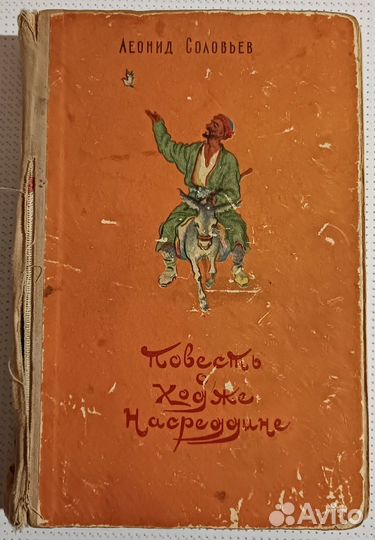 Леонид Соловьев
Повесть
о
Ходже
Насреддине
Avito